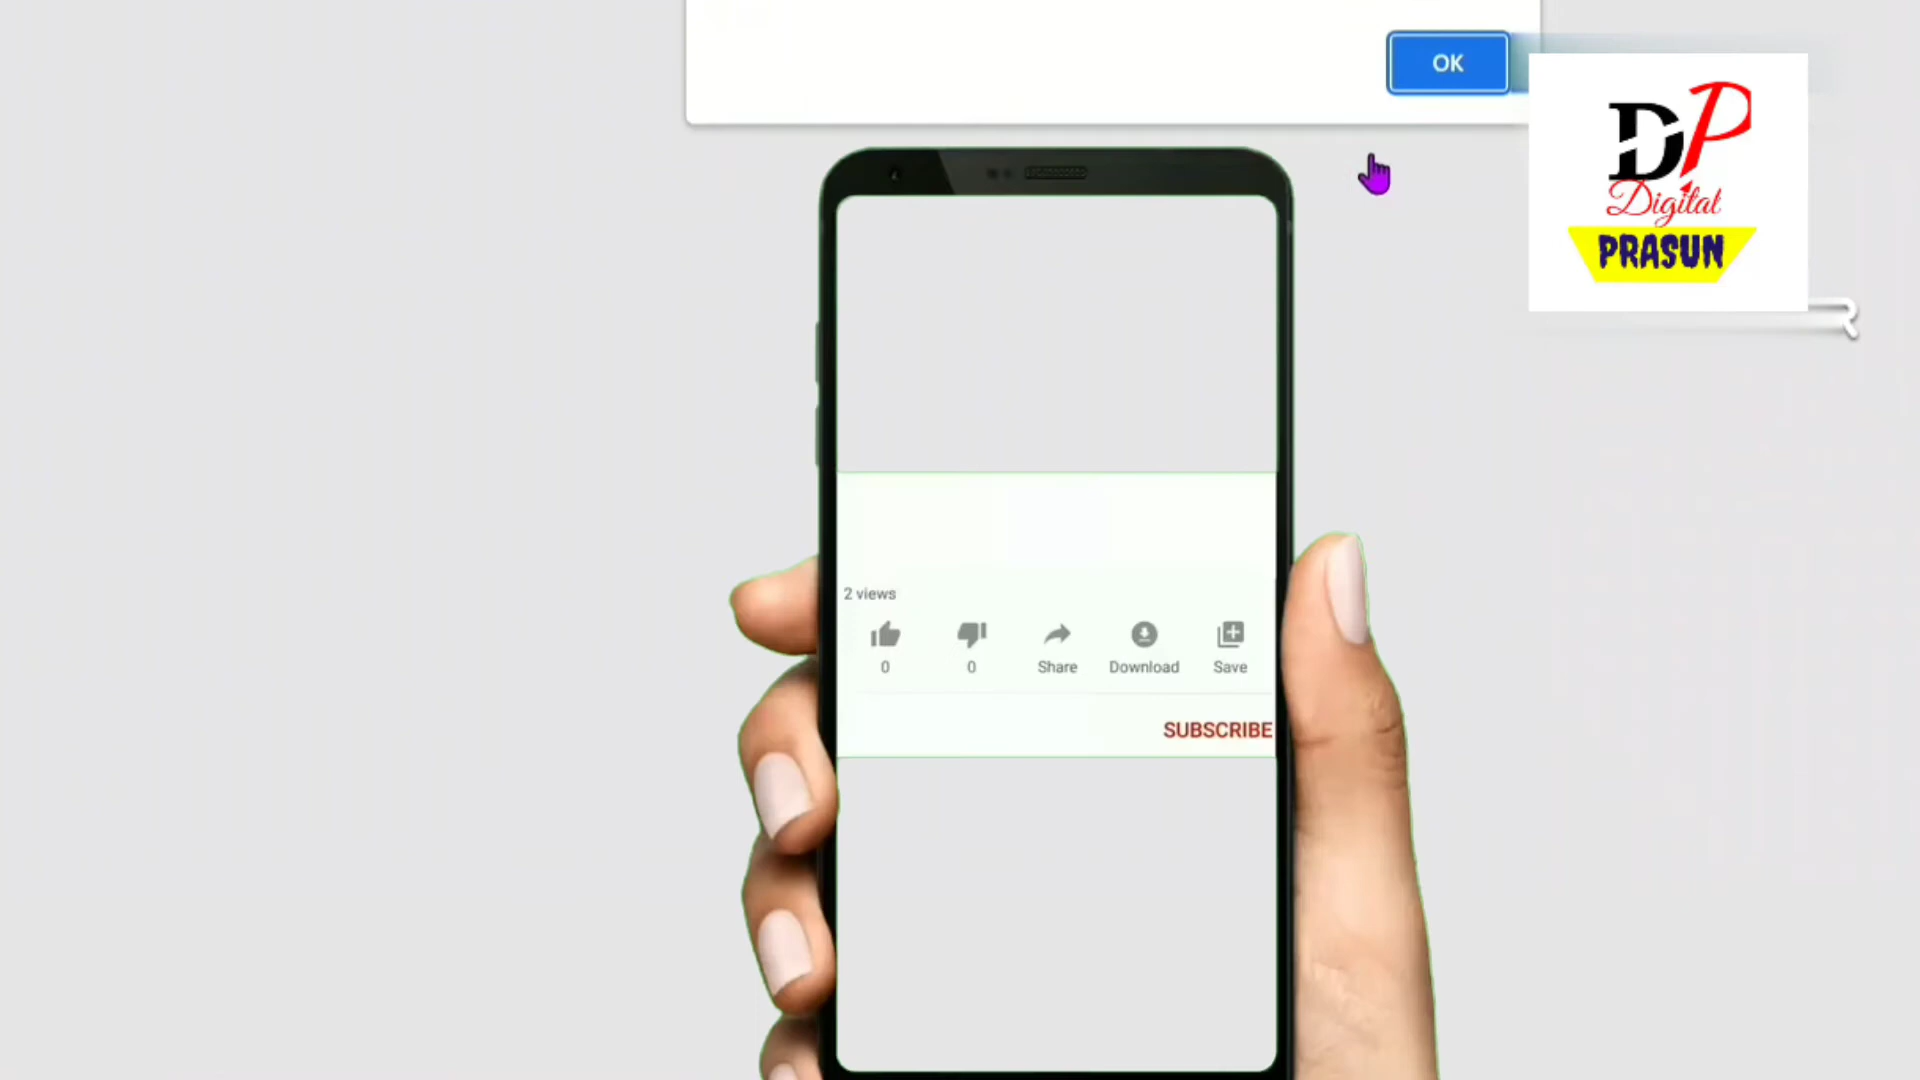 OK
DP
Digital
PRASUN
R
2 views
0
0
Share
Download
Save
SUBSCRIBE